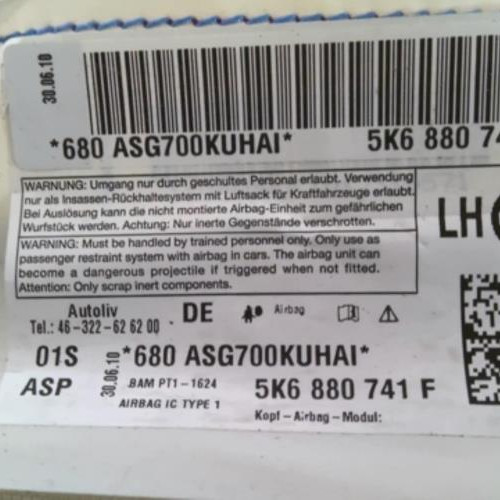 30.06.10
*680 ASG700KUHAI* 5K6 880 74
WARNUNG: Umgang nur durch geschultes Personal erlaubt. Verwendung
nur als Insassen-Rückhaltesystem mit Luftsack für Kraftfahrzeuge erlaubt.
Bei Auslösung kann die nicht montierte Airbag-Einheit zum gefährlichen
Wurfstück werden. Achtung: Nur inerte Gegenstände verschrotten.
WARNING: Must be handled by trained personnel only. Only use as
passenger restraint system with airbag in cars. The airbag unit can
become a dangerous projectile if triggered when not fitted.
Attention: Only scrap inert components.
LH
Autoliv DE Airbag
Tel.: 46-322-62 62 00
01S 30.06.10 *680 ASG700KUHAI*
ASP BAM PT1-1624 5K6 880 741 F
AIRBAG IC TYPE 1
Kopf-Airbag-Modul: